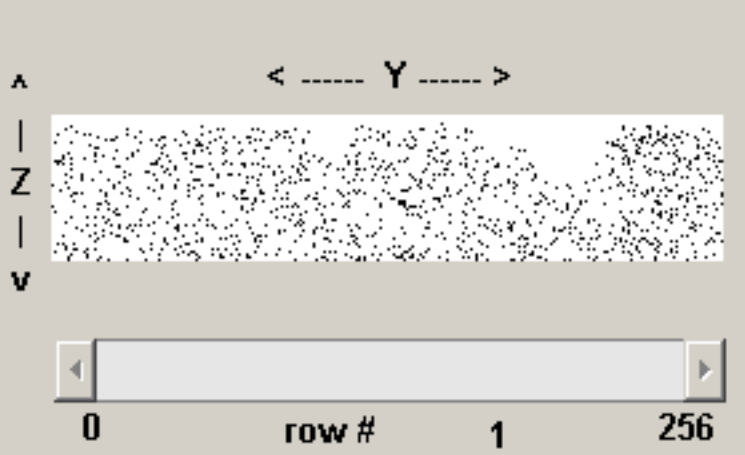 < ------ Y ------ >
^
|
Z
|
v
0 row # 1 256